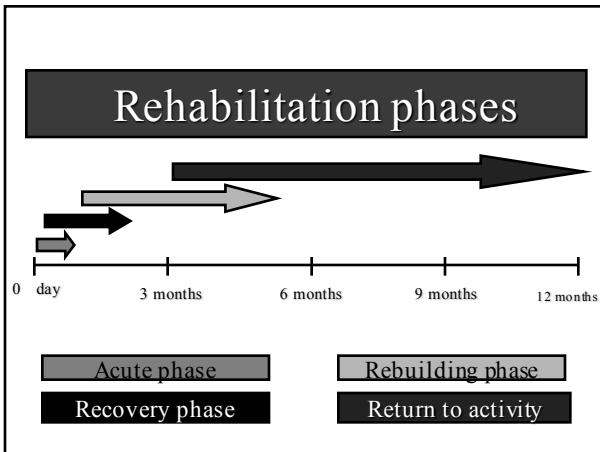 Rehabilitation phases
0 day
3 months
6 months
9 months
12 months
Acute phase
Rebuilding phase
Recovery phase
Return to activity